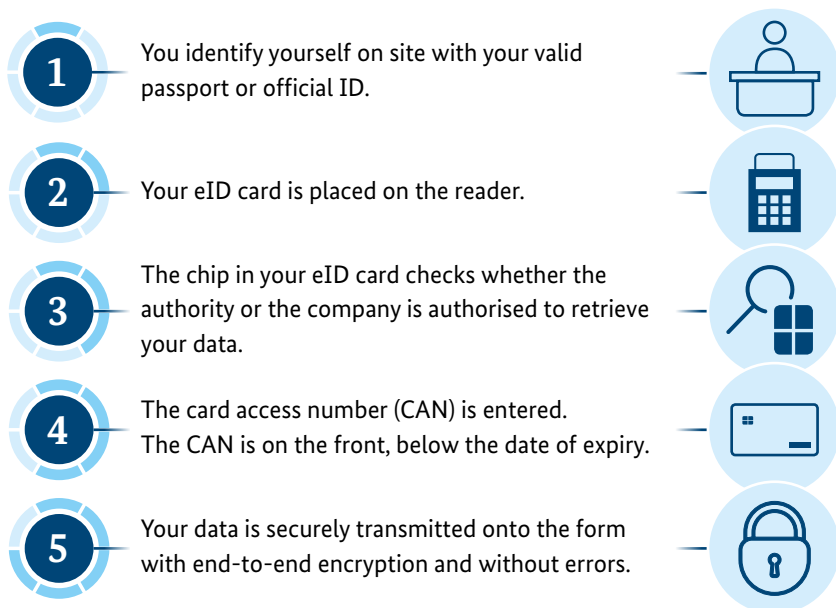 1
You identify yourself on site with your valid
passport or official ID.
2
Your eID card is placed on the reader.
3
The chip in your eID card checks whether the
authority or the company is authorised to retrieve
your data.
4
The card access number (CAN) is entered.
The CAN is on the front, below the date of expiry.
5
Your data is securely transmitted onto the form
with end-to-end encryption and without errors.